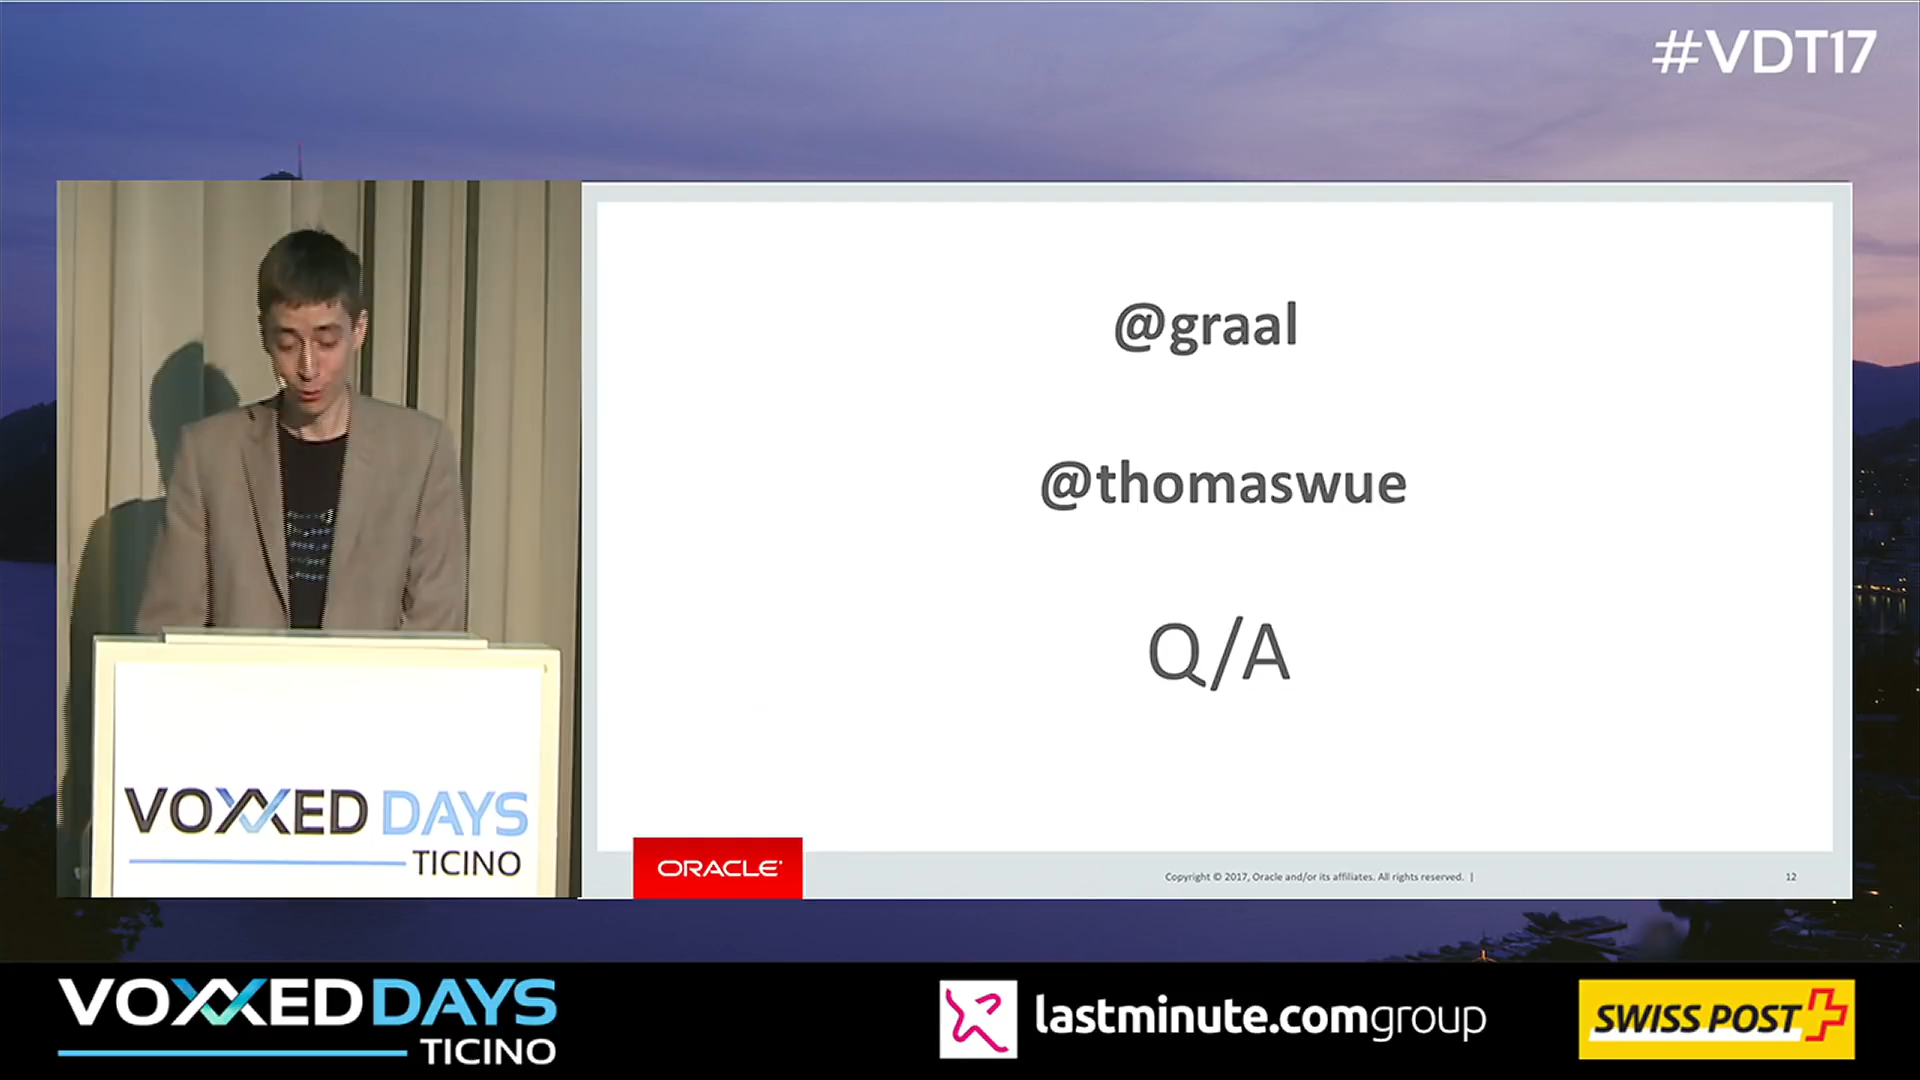 #VDT17
@graal
@thomaswue
Q/A
ORACLE
Copyright © 2017, Oracle and/or its affiliates. All rights reserved. |
12
VOXXED DAYS
TICINO
VOXXED DAYS
TICINO
lastminute.comgroup
SWISS POST